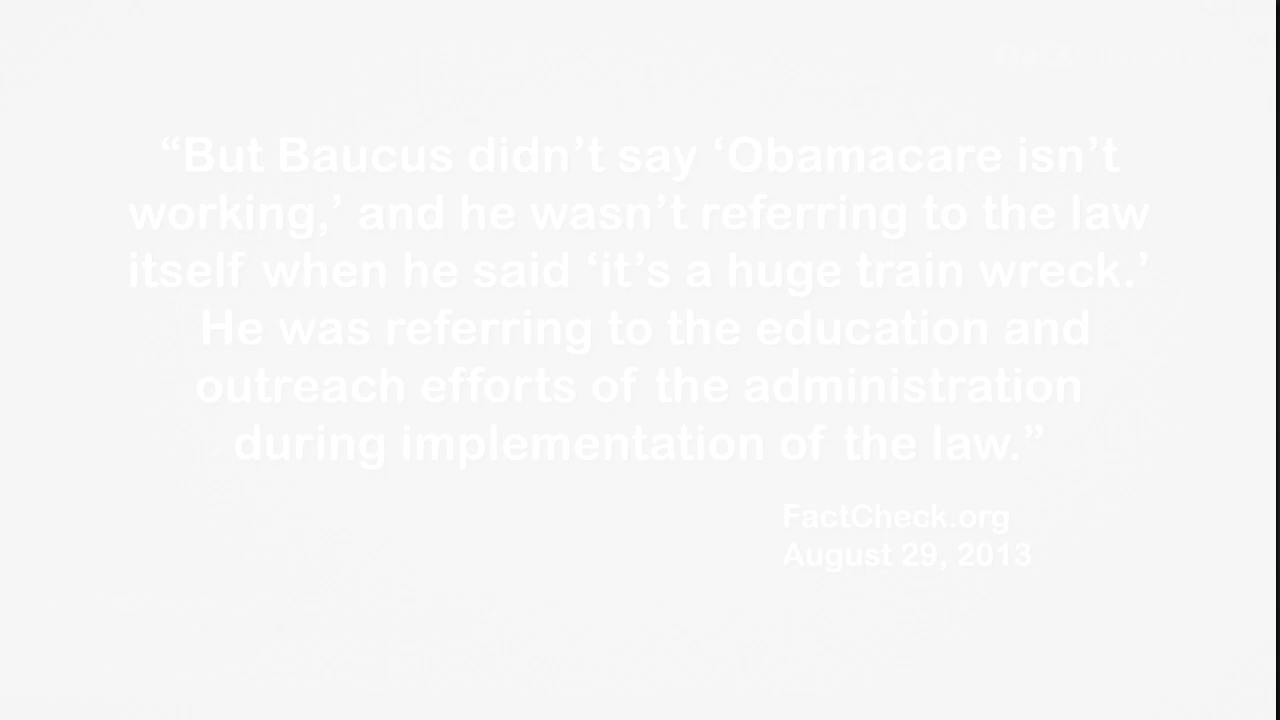 “But Baucus didn’t say ‘Obamacare isn’t
working,’ and he wasn’t referring to the law
itself when he said ‘it’s a huge train wreck.’
He was referring to the education and
outreach efforts of the administration
during implementation of the law.”
FactCheck.org
August 29, 2013